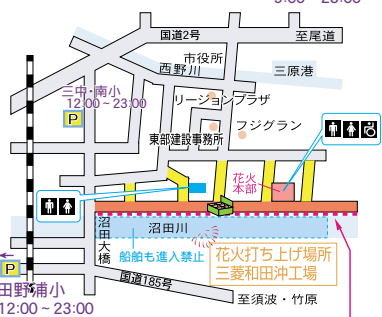 国道2号
至尾道
市役所
西野川
三原港
三中・南小
12:00~23:00
P
リージョンプラザ
フジグラン
東部建設事務所
花火
本部
沼田大橋
沼田川
船舶も進入禁止
花火打ち上げ場所
三菱和田沖工場
P
田野浦小
12:00~23:00
国道185号
至須波・竹原